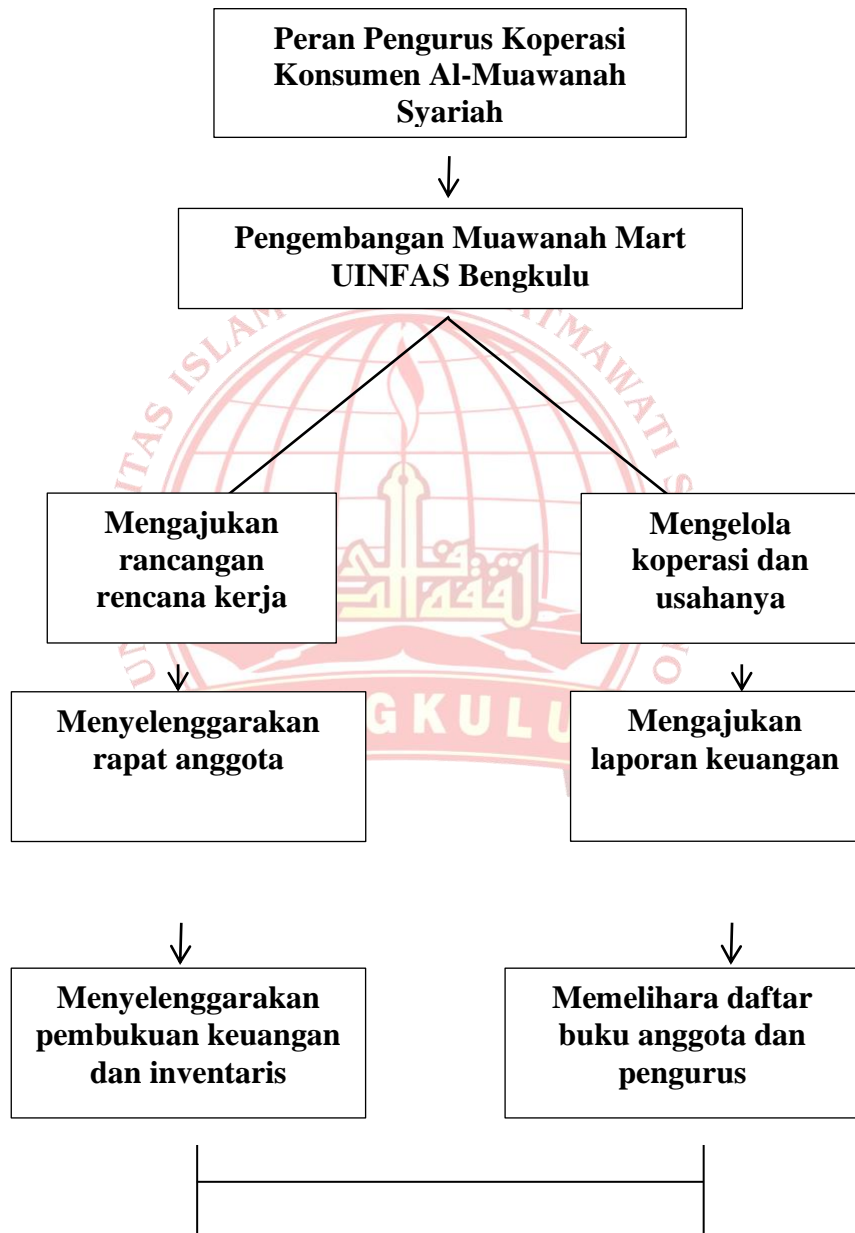 Peran Pengurus Koperasi
Konsumen Al-Muawanah
Syariah
Pengembangan Muawanah Mart
UINFAS Bengkulu
Mengajukan
rancangan
rencana kerja
Mengelola
koperasi dan
usahanya
Menyelenggarakan
rapat anggota
Mengajukan
laporan keuangan
Menyelenggarakan
pembukuan keuangan
dan inventaris
Memelihara daftar
buku anggota dan
pengurus